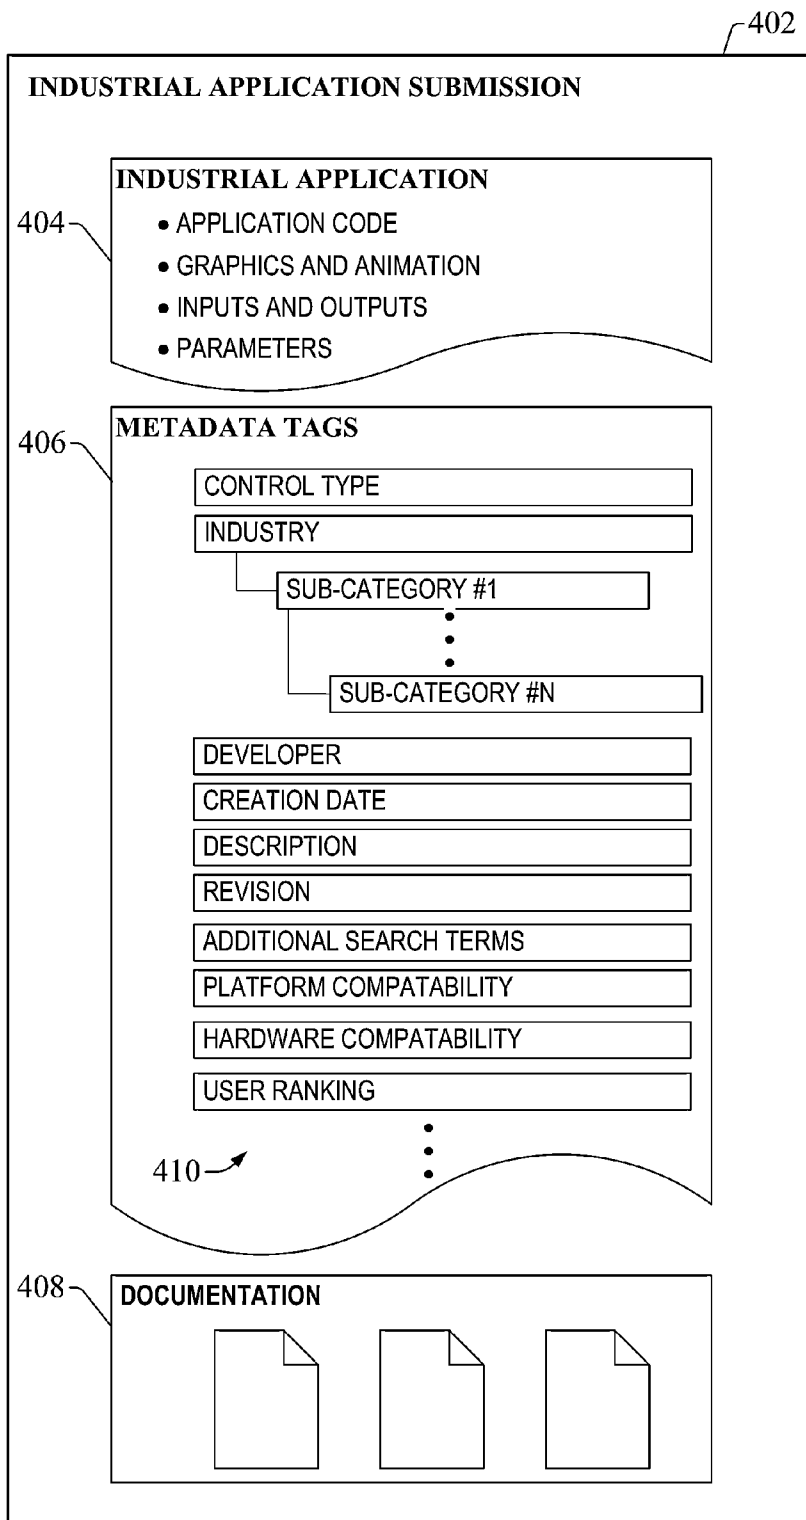 402
INDUSTRIAL APPLICATION SUBMISSION
INDUSTRIAL APPLICATION
404
• APPLICATION CODE
• GRAPHICS AND ANIMATION
• INPUTS AND OUTPUTS
• PARAMETERS
METADATA TAGS
406
CONTROL TYPE
INDUSTRY
SUB-CATEGORY #1
SUB-CATEGORY #N
DEVELOPER
CREATION DATE
DESCRIPTION
REVISION
ADDITIONAL SEARCH TERMS
PLATFORM COMPATABILITY
HARDWARE COMPATABILITY
USER RANKING
410
408
DOCUMENTATION